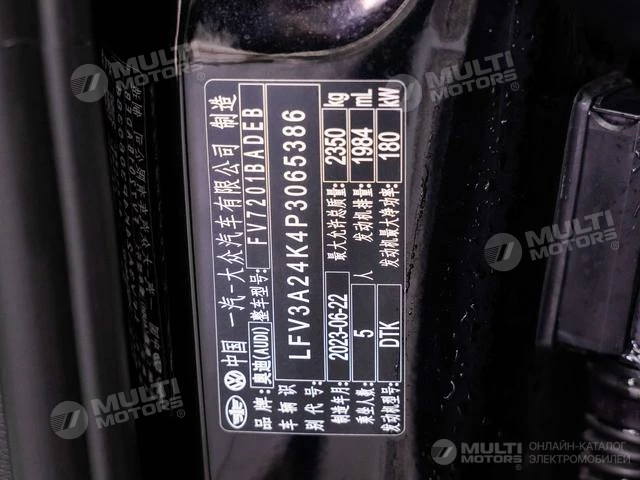 中国 一汽-大众汽车有限公司 制造
品牌: 奥迪(AUDI) 整车型号: FV7201BADEB
车辆识别代号: LFV3A24K4P3065386
制造年月 2023-06-22 最大允许总质量: 2350 kg
乘坐人数: 5 人 发动机排量: 1984 mL
发动机型号: DTK 发动机最大净功率: 180 kW
MULTI MOTORS®
MULTI MOTORS®
MULTI MOTORS®
MULTI MOTORS®
MULTI MOTORS®
MULTI MOTORS®
MULTI MOTORS®
ОНЛАЙН-КАТАЛОГ
ЭЛЕКТРОМОБИЛЕЙ